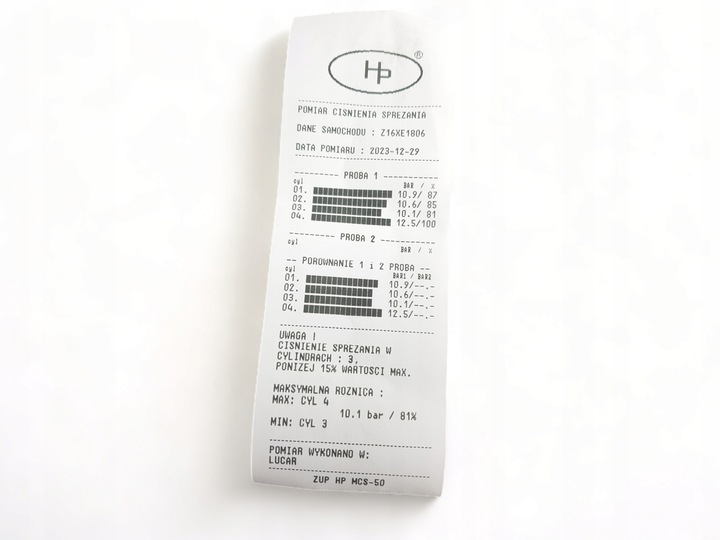 HP ®
POMIAR CISNIENIA SPREZANIA
DANE SAMOCHODU : Z16XE1806
DATA POMIARU : 2023-12-29
PROBA 1
cyl BAR / X
01. 10.9/ 87
02. 10.6/ 85
03. 10.1/ 81
04. 12.5/100
PROBA 2
cyl BAR / X
-- POROWNANIE 1 i 2 PROBA --
cyl BAR1 / BAR2
01. 10.9/--.-
02. 10.6/--.-
03. 10.1/--.-
04. 12.5/--.-
UWAGA !
CISNIENIE SPREZANIA W
CYLINDRACH : 3,
PONIZEJ 15% WARTOSCI MAX.
MAKSYMALNA ROZNICA :
MAX: CYL 4
10.1 bar / 81%
MIN: CYL 3
POMIAR WYKONANO W:
LUCAR
ZUP HP MCS-50